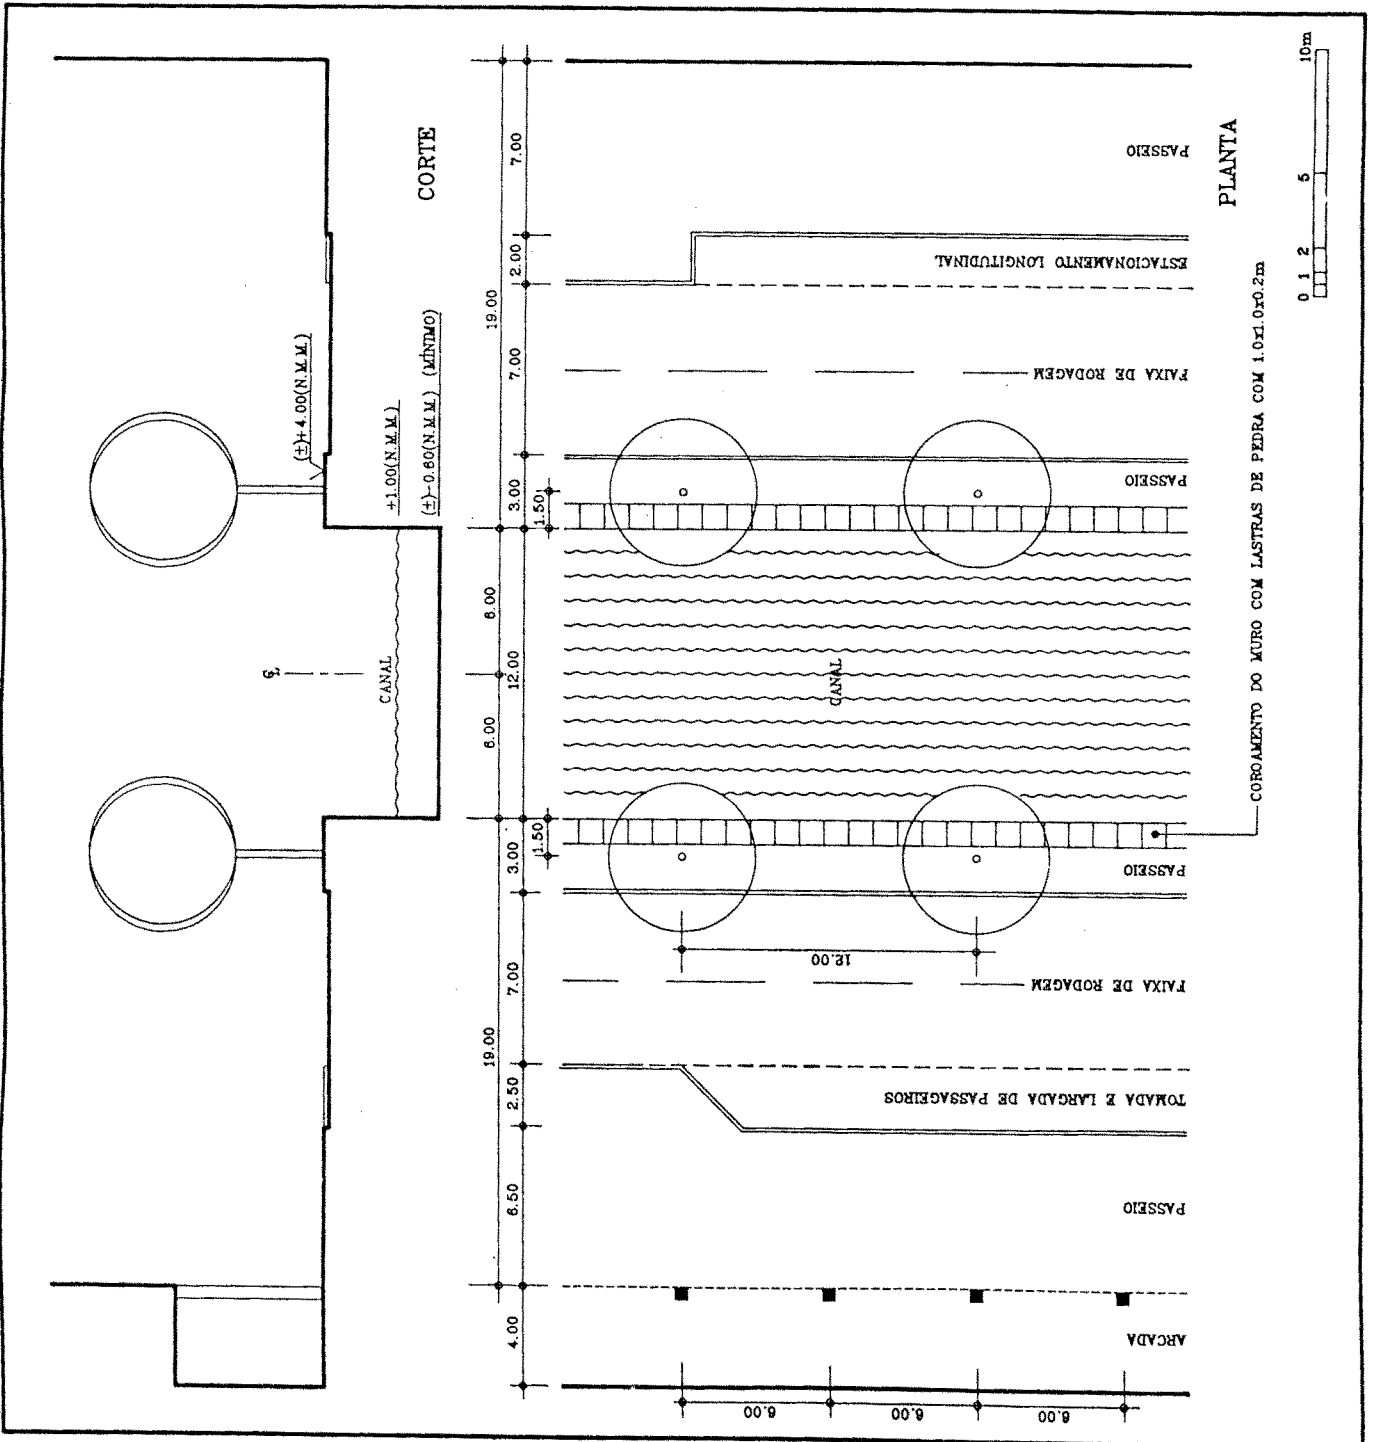 CORTE
(±)+4.00(N.M.M.)
+1.00(N.M.M.)
(±)-0.60(N.M.M.) (MÍNIMO)
CANAL
19.00
6.00
6.00
19.00
7.00
2.00
7.00
3.00
12.00
3.00
7.00
2.50
6.50
4.00
1.50
1.50
PLANTA
PASSEIO
ESTACIONAMENTO LONGITUDINAL
FAIXA DE RODAGEM
PASSEIO
CANAL
PASSEIO
12.00
FAIXA DE RODAGEM
TOMADA E LARGADA DE PASSAGEIROS
PASSEIO
ARCADA
6.00
6.00
6.00
COROAMENTO DO MURO COM LASTRAS DE PEDRA COM 1.0x1.0x0.2m
0 1 2 5 10m